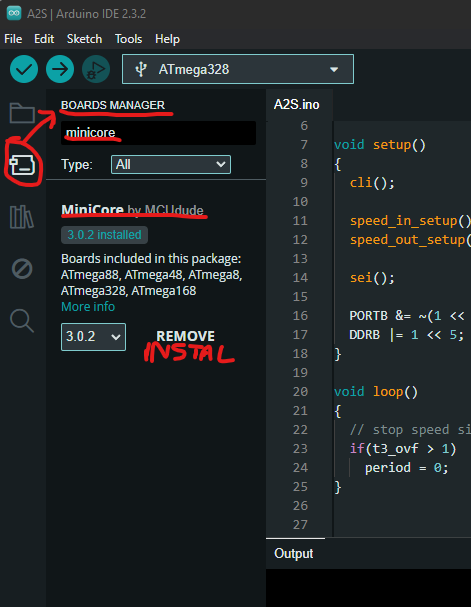 A2S | Arduino IDE 2.3.2
File Edit Sketch Tools Help
ATmega328
BOARDS MANAGER
minicore
Type: All
MiniCore by MCUdude
3.0.2 installed
Boards included in this package:
ATmega88, ATmega48, ATmega8,
ATmega328, ATmega168
More info
3.0.2 REMOVE
INSTAL
A2S.ino
6
7 void setup()
8 {
9 cli();
10
11 speed_in_setup()
12 speed_out_setup(
13
14 sei();
15
16 PORTB &= ~(1 <<
17 DDRB |= 1 << 5;
18 }
19
20 void loop()
21 {
22 // stop speed si
23 if(t3_ovf > 1)
24 period = 0;
25 }
26
27
Output